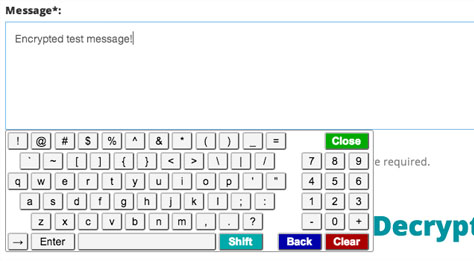 Message*:
Encrypted test message!
! @ # $ % ^ & * ( ) _ = Close
` ~ [ ] { } < > \ | / 7 8 9 e required.
q w e r t y u i o p ' " 4 5 6
a s d f g h j k l ; : 1 2 3
z x c v b n m , . ? - 0 + Decrypt
→ Enter Shift Back Clear